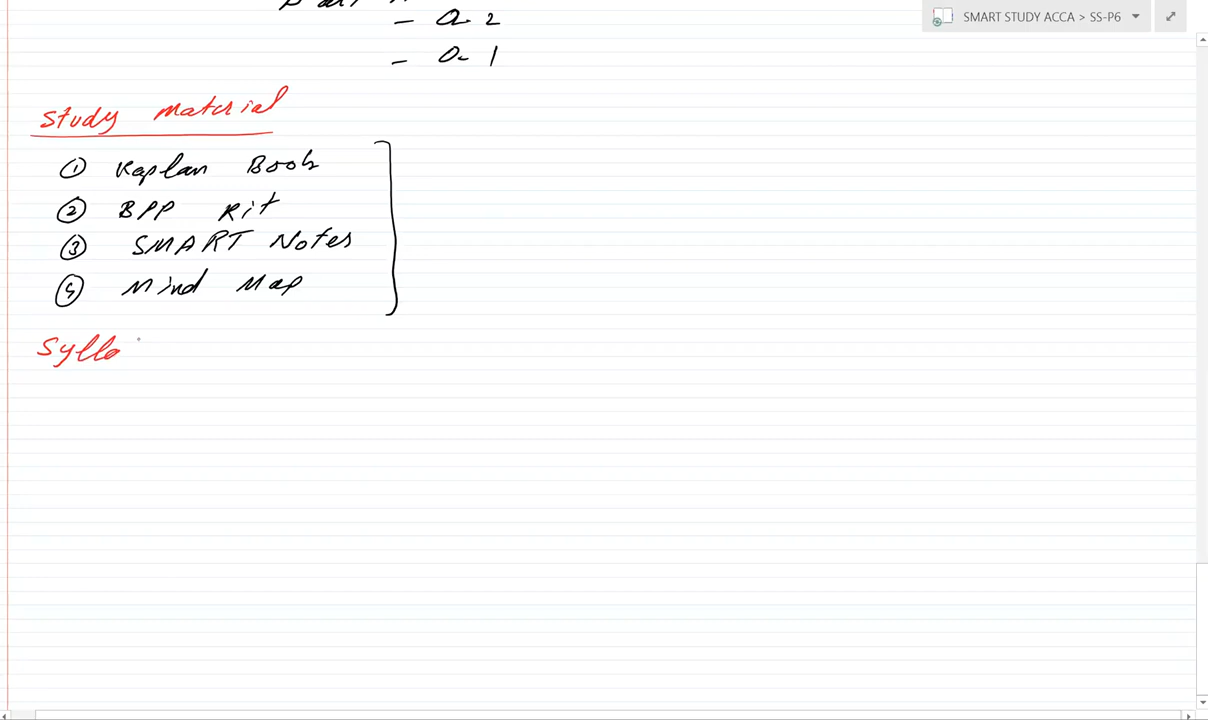 SMART STUDY ACCA > SS-P6
- Q. 2
- Q. 1
Study Material
① Kaplan Book
② BPP Kit
③ SMART Notes
④ Mind Map
Sylla